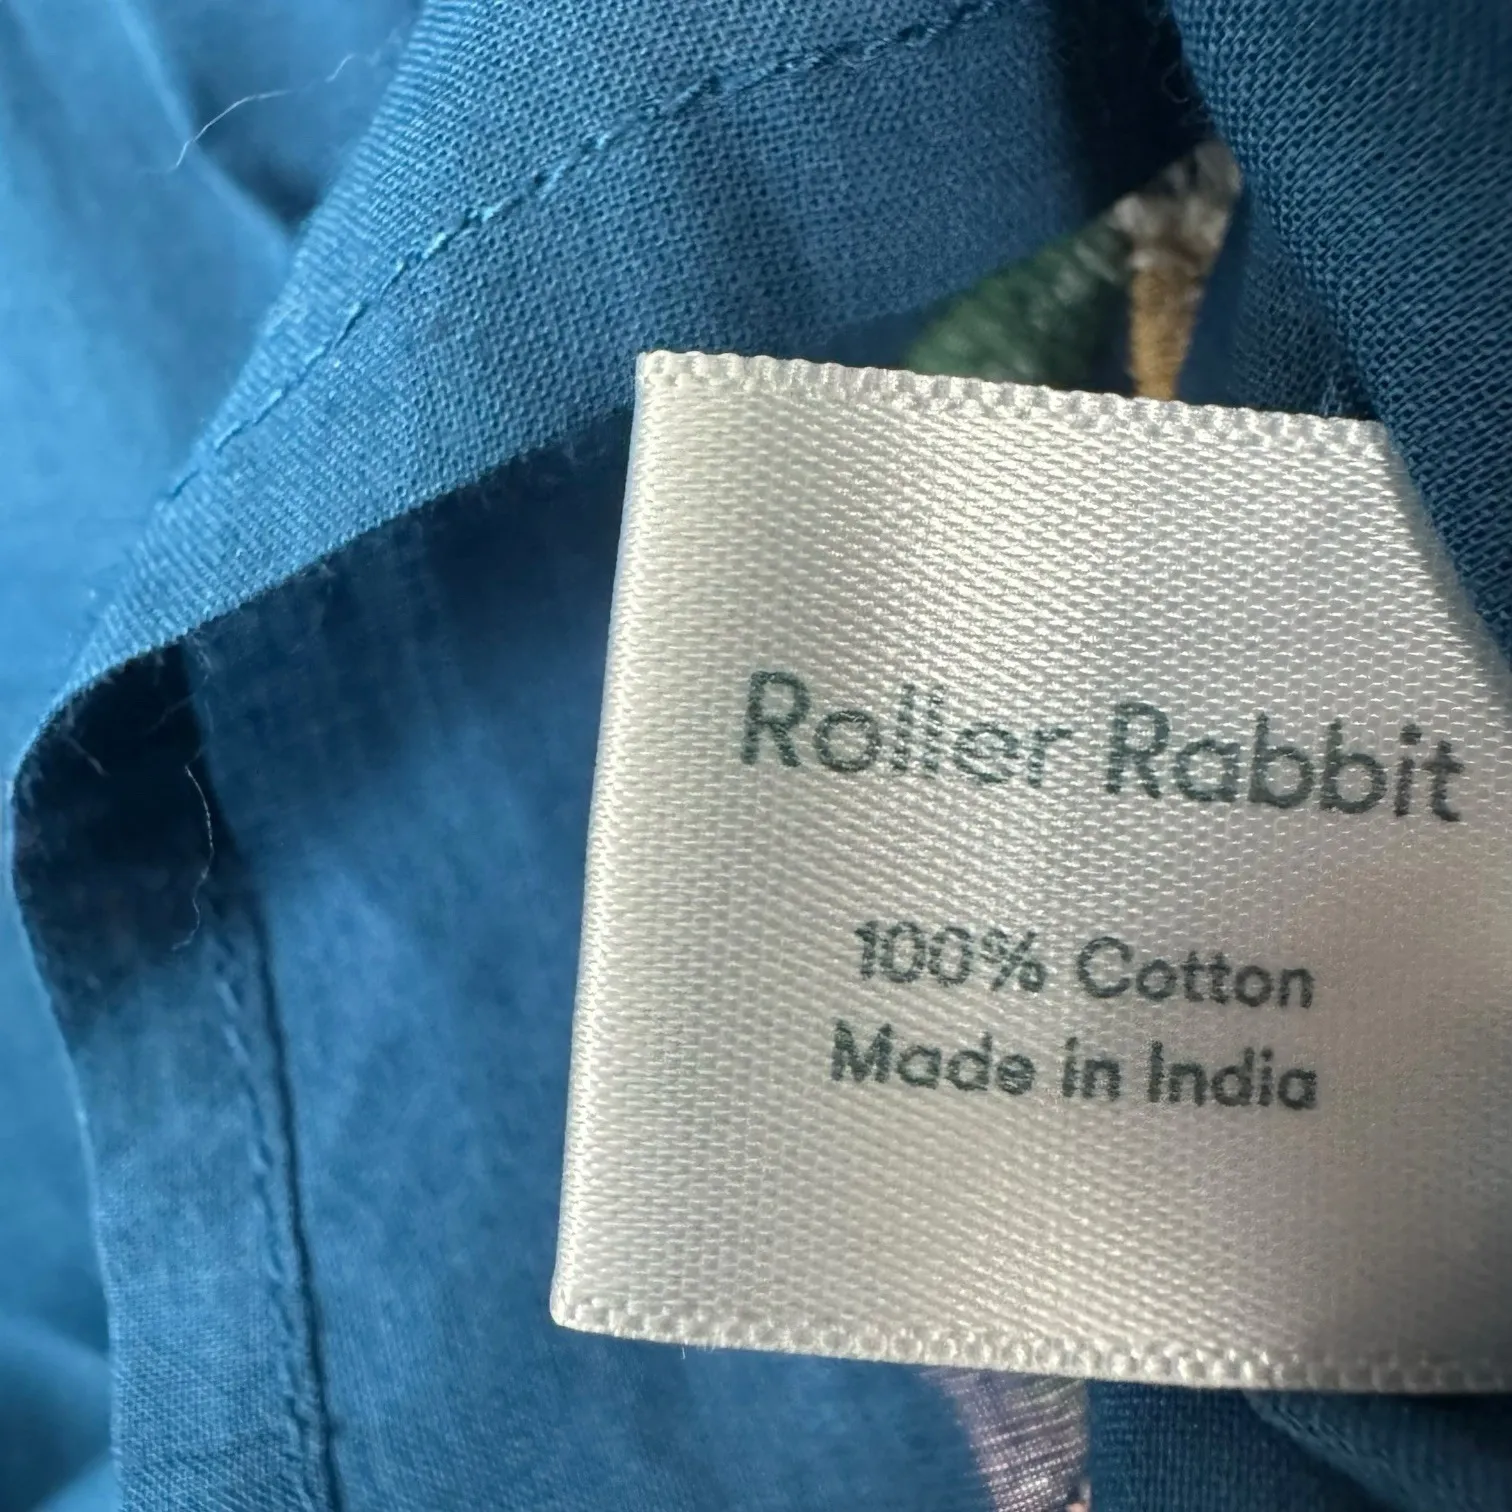 Roller Rabbit
100% Cotton
Made in India